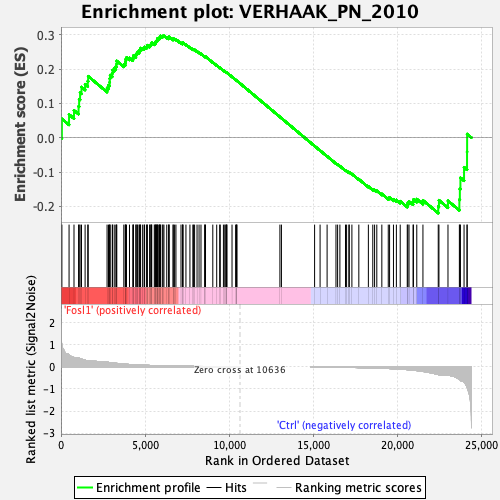 Enrichment plot: VERHAAK_PN_2010
Enrichment score (ES)
0.3
0.2
0.1
0.0
-0.1
-0.2
'Fosl1' (positively correlated)
Ranked list metric (Signal2Noise)
2
1
0
-1
-2
-3
Zero cross at 10636
'Ctrl' (negatively correlated)
0
5,000
10,000
15,000
20,000
25,000
Rank in Ordered Dataset
Enrichment profile
Hits
Ranking metric scores